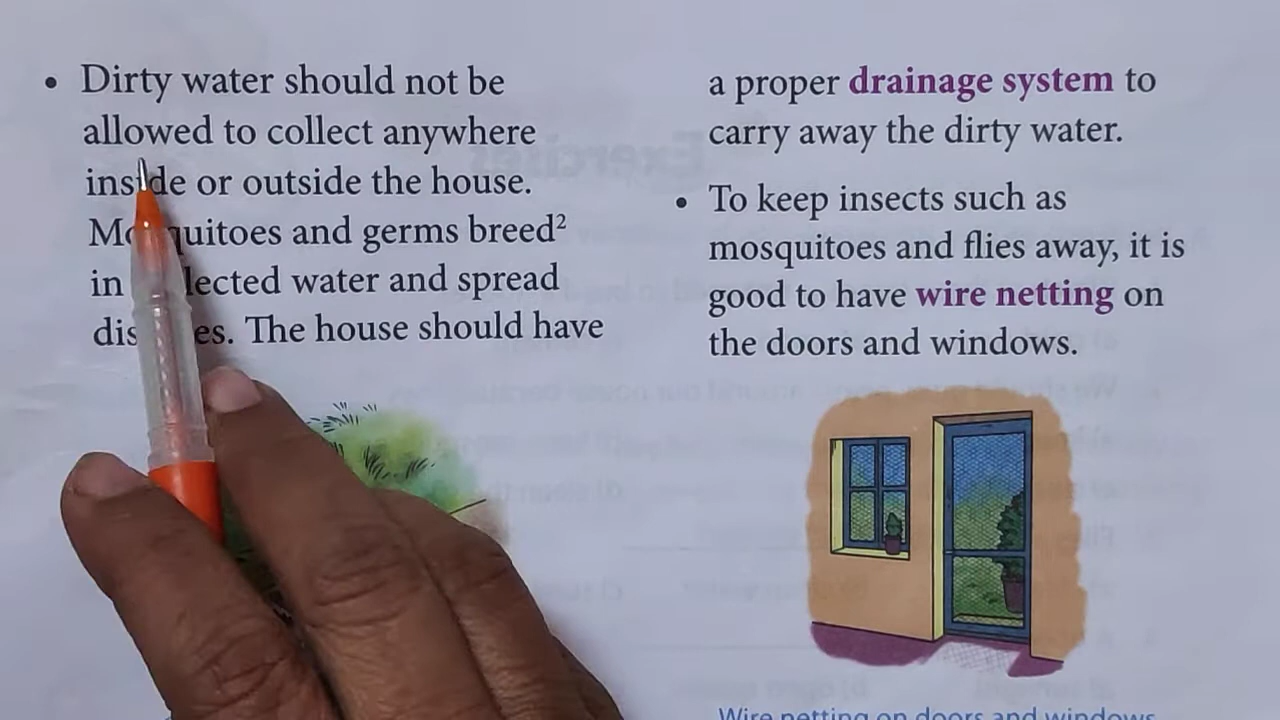 • Dirty water should not be
allowed to collect anywhere
inside or outside the house.
Mosquitoes and germs breed²
in collected water and spread
diseases. The house should have
a proper drainage system to
carry away the dirty water.
• To keep insects such as
mosquitoes and flies away, it is
good to have wire netting on
the doors and windows.
Wire netting on doors and windows